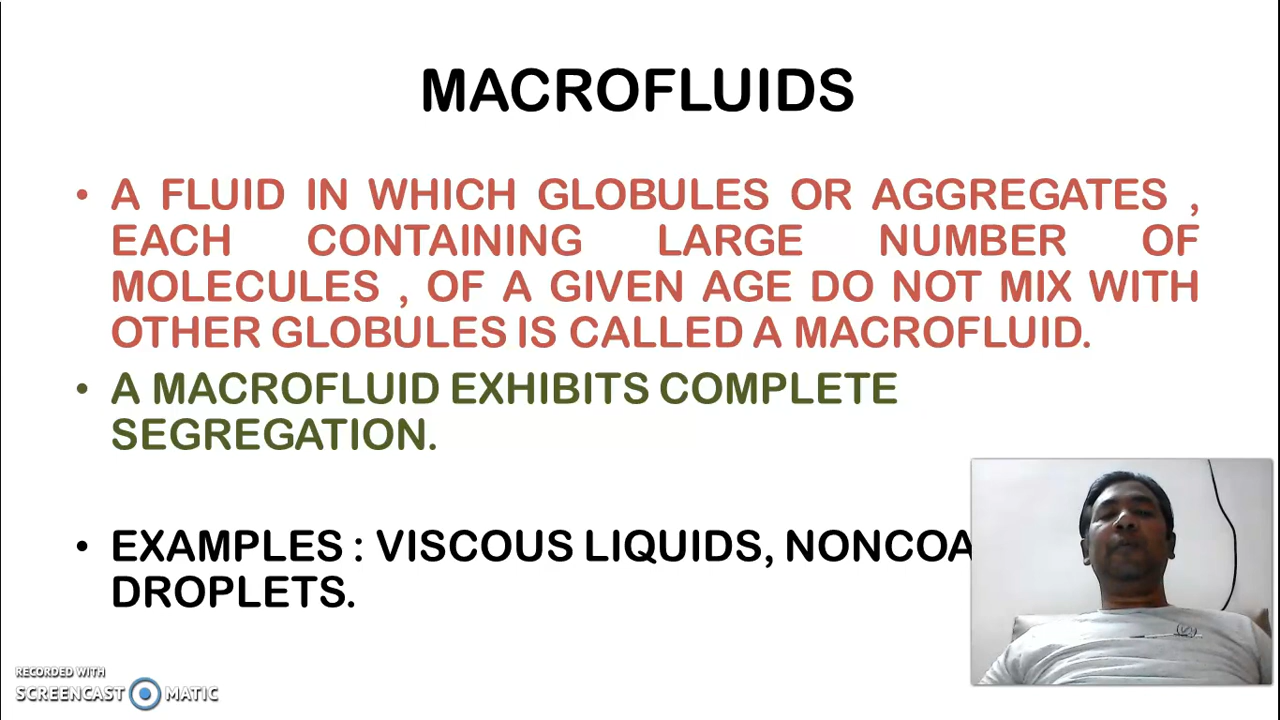 MACROFLUIDS
• A FLUID IN WHICH GLOBULES OR AGGREGATES ,
EACH CONTAINING LARGE NUMBER OF
MOLECULES , OF A GIVEN AGE DO NOT MIX WITH
OTHER GLOBULES IS CALLED A MACROFLUID.
• A MACROFLUID EXHIBITS COMPLETE
SEGREGATION.
• EXAMPLES : VISCOUS LIQUIDS,
DROPLETS.
RECORDED WITH
SCREENCAST MATIC